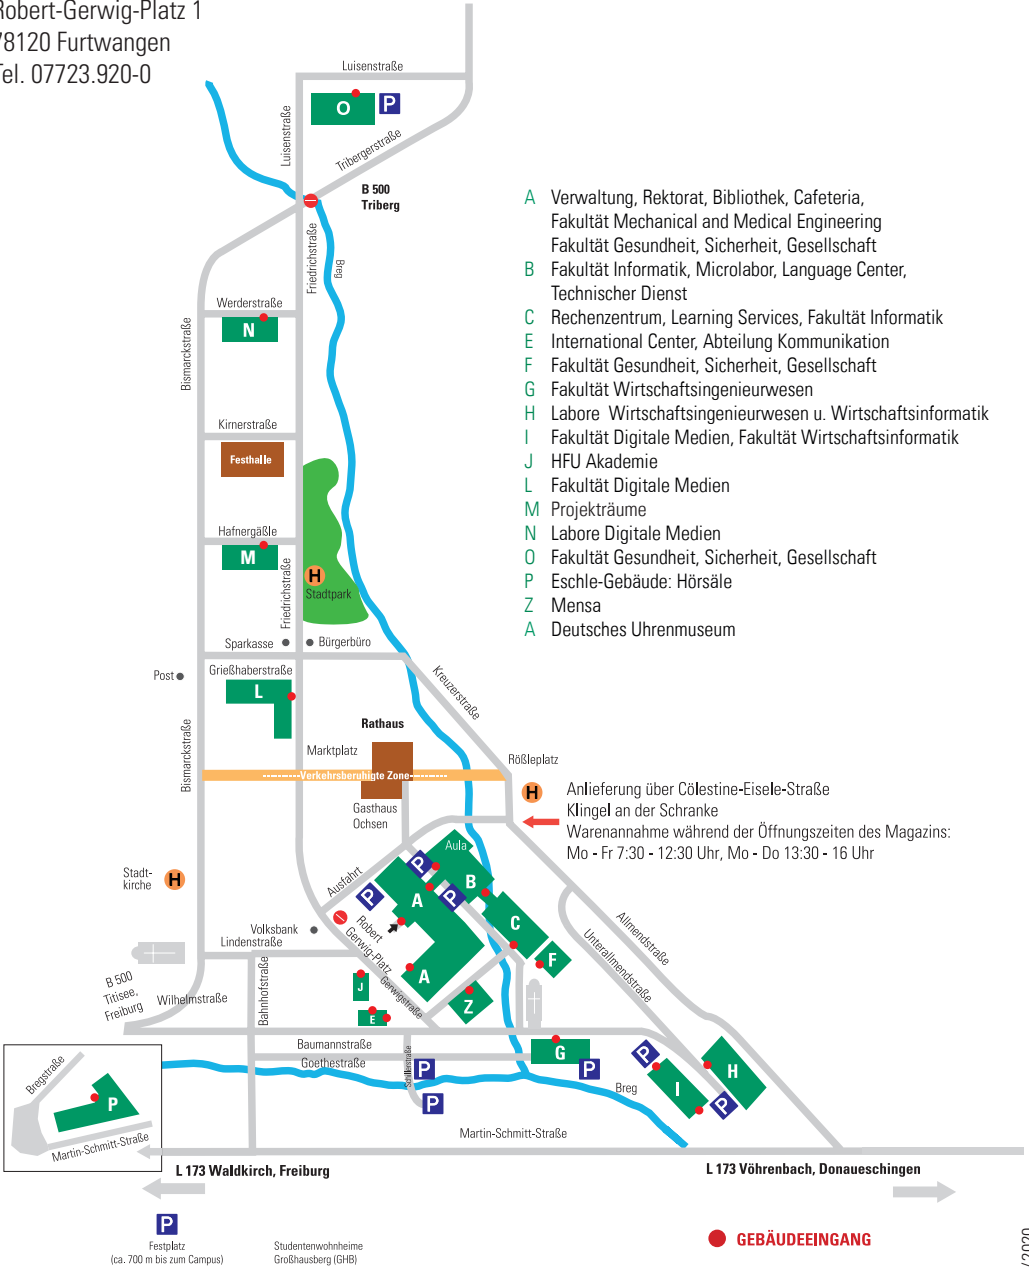 Robert-Gerwig-Platz 1
78120 Furtwangen
Tel. 07723.920-0
Luisenstraße
O
P
Luisenstraße
Tribergerstraße
B 500
Triberg
Friedrichstraße
Breg
Werderstraße
N
Bismarckstraße
Kirnerstraße
Festhalle
Hafnergäßle
M
Friedrichstraße
H
Stadtpark
Sparkasse
Bürgerbüro
Post
Grießhaberstraße
L
Kreuzerstraße
Rathaus
Bismarckstraße
Marktplatz
Rößleplatz
Verkehrsberuhigte Zone
Gasthaus
Ochsen
A Verwaltung, Rektorat, Bibliothek, Cafeteria,
Fakultät Mechanical and Medical Engineering
Fakultät Gesundheit, Sicherheit, Gesellschaft
B Fakultät Informatik, Microlabor, Language Center,
Technischer Dienst
C Rechenzentrum, Learning Services, Fakultät Informatik
E International Center, Abteilung Kommunikation
F Fakultät Gesundheit, Sicherheit, Gesellschaft
G Fakultät Wirtschaftsingenieurwesen
H Labore Wirtschaftsingenieurwesen u. Wirtschaftsinformatik
I Fakultät Digitale Medien, Fakultät Wirtschaftsinformatik
J HFU Akademie
L Fakultät Digitale Medien
M Projekträume
N Labore Digitale Medien
O Fakultät Gesundheit, Sicherheit, Gesellschaft
P Eschle-Gebäude: Hörsäle
Z Mensa
A Deutsches Uhrenmuseum
H
Anlieferung über Cölestine-Eisele-Straße
Klingel an der Schranke
Warenannahme während der Öffnungszeiten des Magazins:
Mo - Fr 7:30 - 12:30 Uhr, Mo - Do 13:30 - 16 Uhr
Stadt-
kirche
H
Ausfahrt
Aula
P
P
P
A
B
C
F
A
Z
Robert
Gerwig-Platz
Gerwigstraße
Volksbank
Lindenstraße
J
E
Allmendstraße
Unterallmendstraße
B 500
Titisee,
Freiburg
Wilhelmstraße
Bahnhofstraße
Baumannstraße
Goethestraße
Schillerstraße
P
P
G
P
Breg
P
I
H
P
Bregstraße
P
Martin-Schmitt-Straße
Martin-Schmitt-Straße
L 173 Waldkirch, Freiburg
L 173 Vöhrenbach, Donaueschingen
P
Festplatz
(ca. 700 m bis zum Campus)
Studentenwohnheime
Großhausberg (GHB)
GEBÄUDEEINGANG
/2020